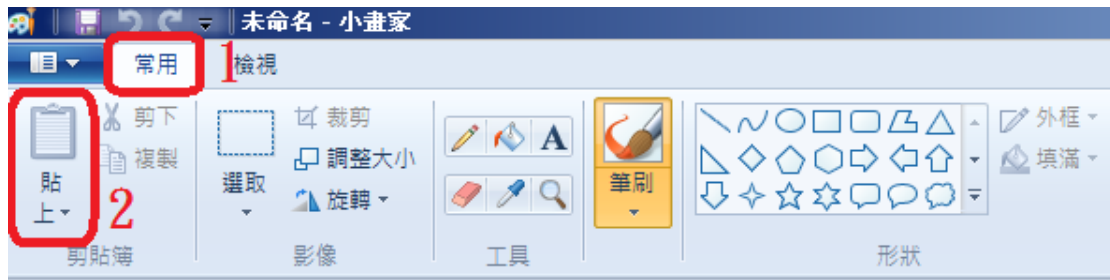 未命名 - 小畫家
常用 1 檢視
貼上
2
剪下
複製
剪貼簿
選取
裁剪
調整大小
旋轉
影像
A
工具
筆刷
外框
填滿
形狀